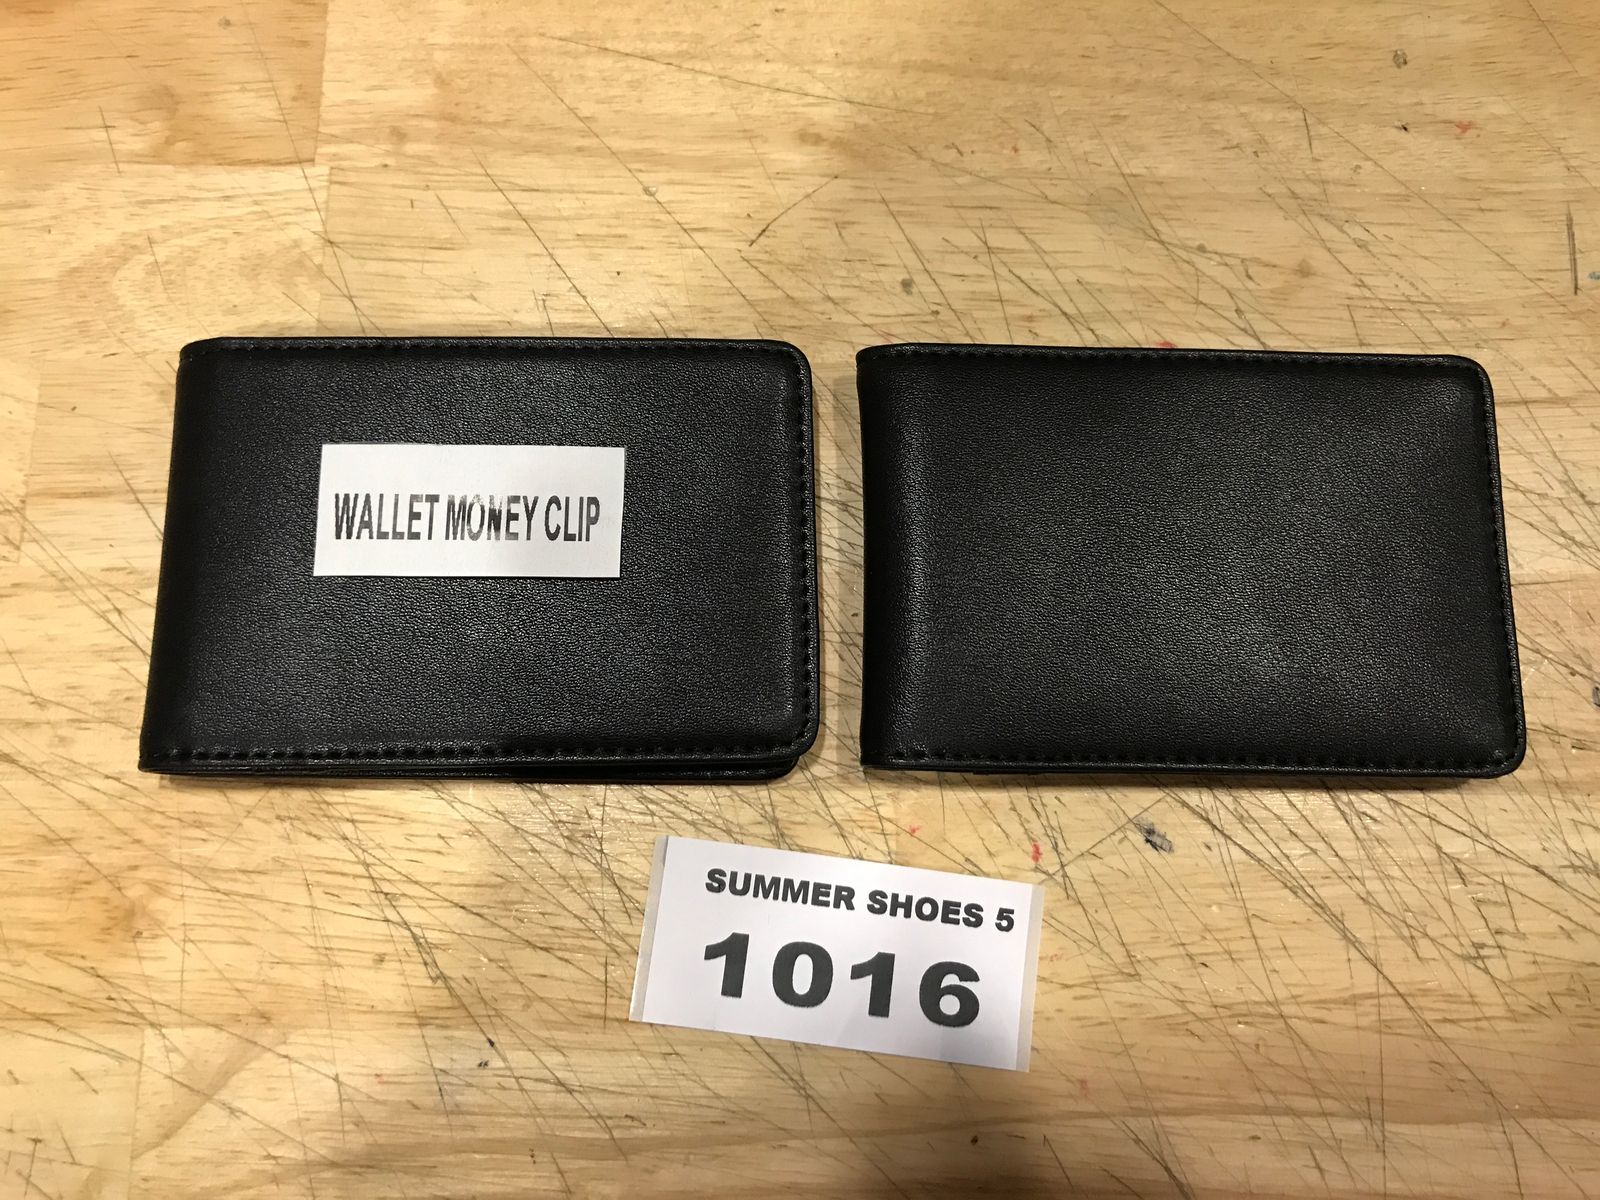 WALLET MONEY CLIP
SUMMER SHOES 5
1016